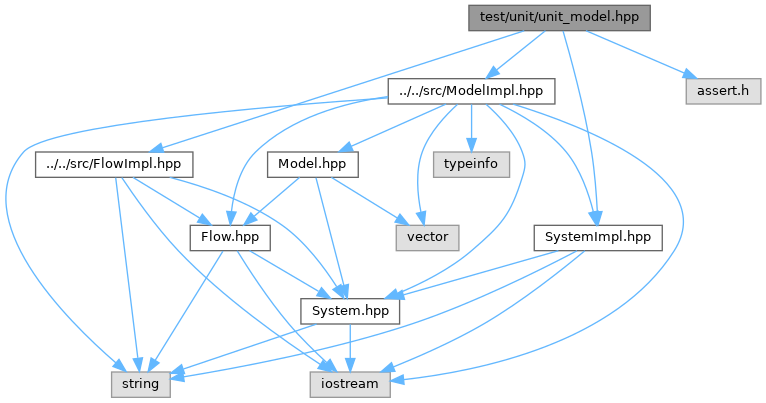 test/unit/unit_model.hpp
../../src/ModelImpl.hpp
assert.h
../../src/FlowImpl.hpp
Model.hpp
typeinfo
Flow.hpp
vector
SystemImpl.hpp
System.hpp
string
iostream